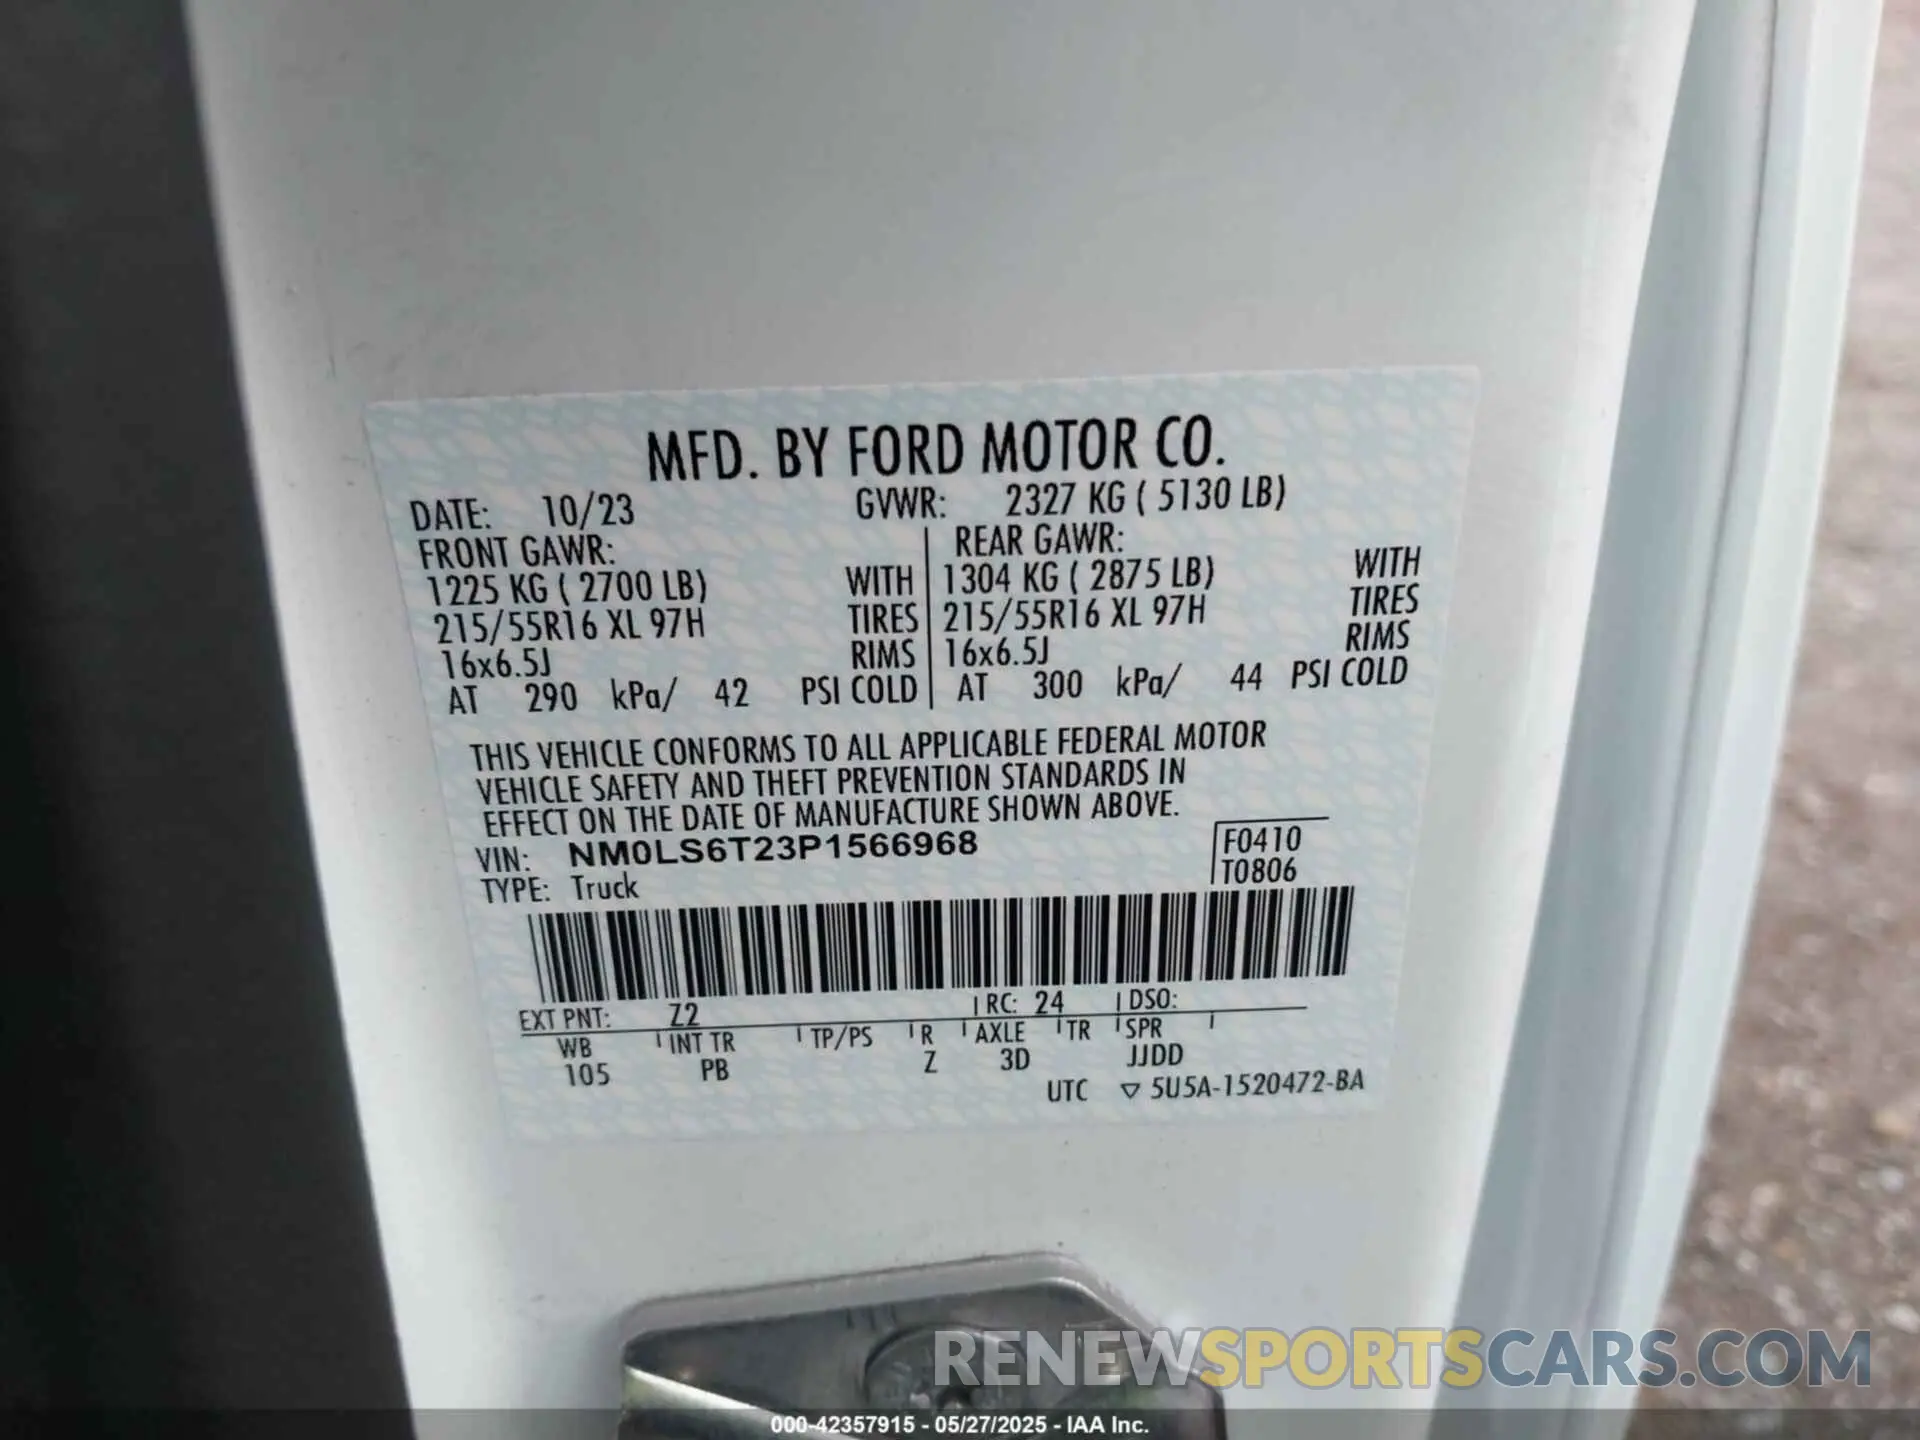 MFD. BY FORD MOTOR CO.
DATE: 10/23 GVWR: 2327 KG ( 5130 LB)
FRONT GAWR: REAR GAWR:
1225 KG ( 2700 LB) WITH 1304 KG ( 2875 LB) WITH
215/55R16 XL 97H TIRES 215/55R16 XL 97H TIRES
16x6.5J RIMS 16x6.5J RIMS
AT 290 kPa/ 42 PSI COLD AT 300 kPa/ 44 PSI COLD
THIS VEHICLE CONFORMS TO ALL APPLICABLE FEDERAL MOTOR
VEHICLE SAFETY AND THEFT PREVENTION STANDARDS IN
EFFECT ON THE DATE OF MANUFACTURE SHOWN ABOVE.
VIN: NM0LS6T23P1566968 F0410
TYPE: Truck T0806
EXT PNT: Z2 RC: 24 DSO:
WB INT TR TP/PS R AXLE TR SPR
105 PB Z 3D JJDD
UTC ▽ 5U5A-1520472-BA
RENEWSPORTSCARS.COM
000-42357915 - 05/27/2025 - IAA Inc.